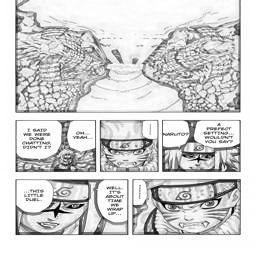 A
PERFECT
SETTING...
WOULDN'T
YOU SAY?
NARUTO?
OH...
YEAH...
I SAID
WE WERE
DONE
CHATTING,
DIDN'T I?
WELL,
IT'S
ABOUT
TIME WE
WRAP
UP...
...THIS
LITTLE
DUEL.